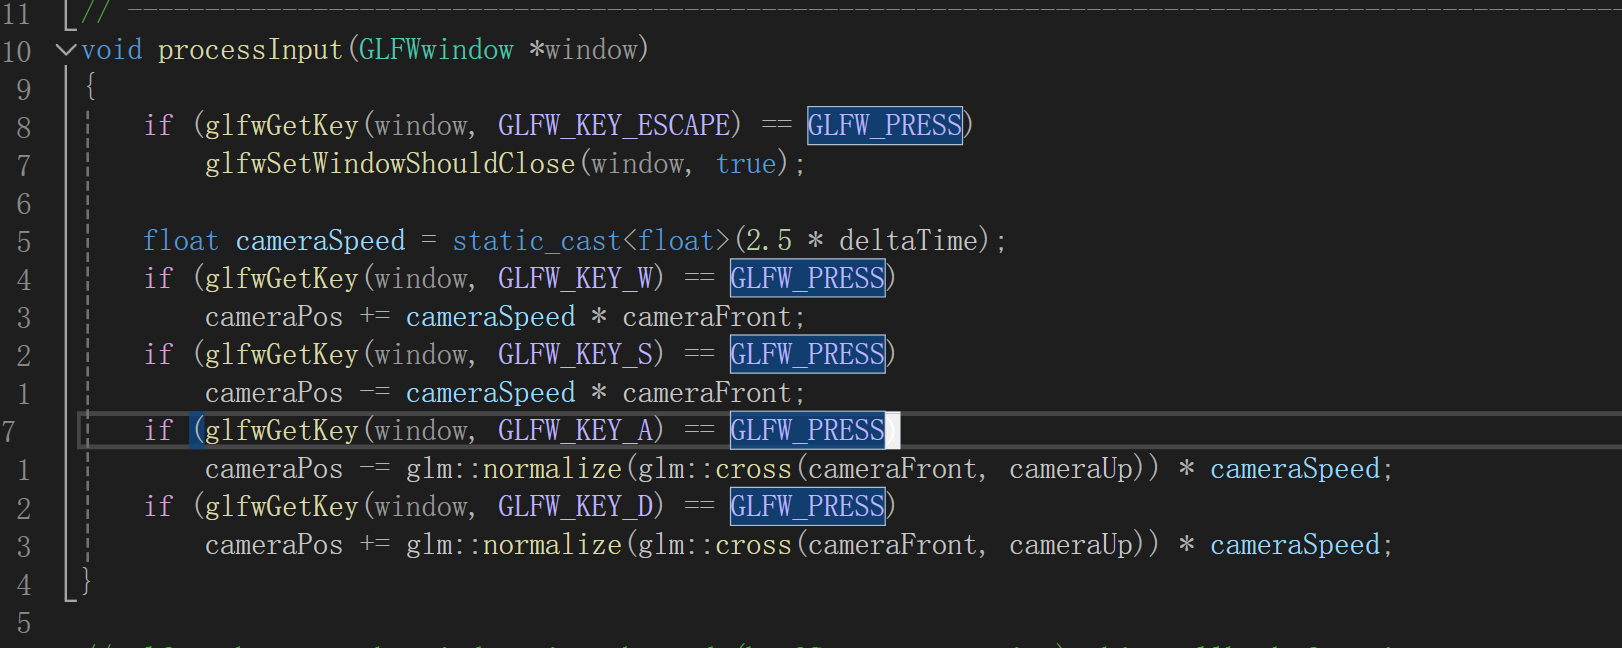 11 // ------------------------------------------------------------------------------------------------
10 void processInput(GLFWwindow *window)
9 {
8 if (glfwGetKey(window, GLFW_KEY_ESCAPE) == GLFW_PRESS)
7 glfwSetWindowShouldClose(window, true);
6
5 float cameraSpeed = static_cast<float>(2.5 * deltaTime);
4 if (glfwGetKey(window, GLFW_KEY_W) == GLFW_PRESS)
3 cameraPos += cameraSpeed * cameraFront;
2 if (glfwGetKey(window, GLFW_KEY_S) == GLFW_PRESS)
1 cameraPos -= cameraSpeed * cameraFront;
7 if (glfwGetKey(window, GLFW_KEY_A) == GLFW_PRESS)
1 cameraPos -= glm::normalize(glm::cross(cameraFront, cameraUp)) * cameraSpeed;
2 if (glfwGetKey(window, GLFW_KEY_D) == GLFW_PRESS)
3 cameraPos += glm::normalize(glm::cross(cameraFront, cameraUp)) * cameraSpeed;
4 }
5